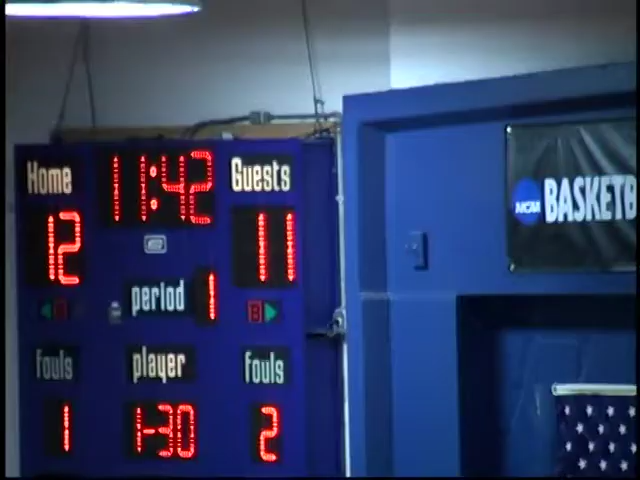 Home 11:42 Guests
12 11
period 1
B B
fouls player fouls
1 1-30 2
NCAA BASKETB